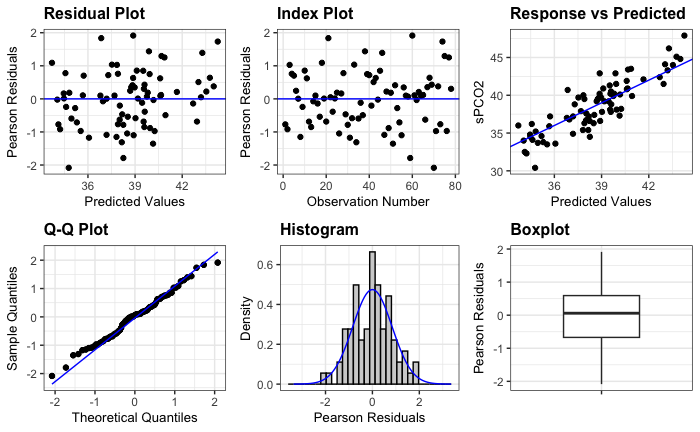 Residual Plot
Pearson Residuals
2
1
0
-1
-2
36
39
42
Predicted Values
Index Plot
Pearson Residuals
2
1
0
-1
-2
0
20
40
60
80
Observation Number
Response vs Predicted
sPCO2
45
40
35
30
36
39
42
Predicted Values
Q-Q Plot
Sample Quantiles
2
1
0
-1
-2
-2
-1
0
1
2
Theoretical Quantiles
Histogram
Density
0.6
0.4
0.2
0.0
-2
0
2
Pearson Residuals
Boxplot
Pearson Residuals
2
1
0
-1
-2